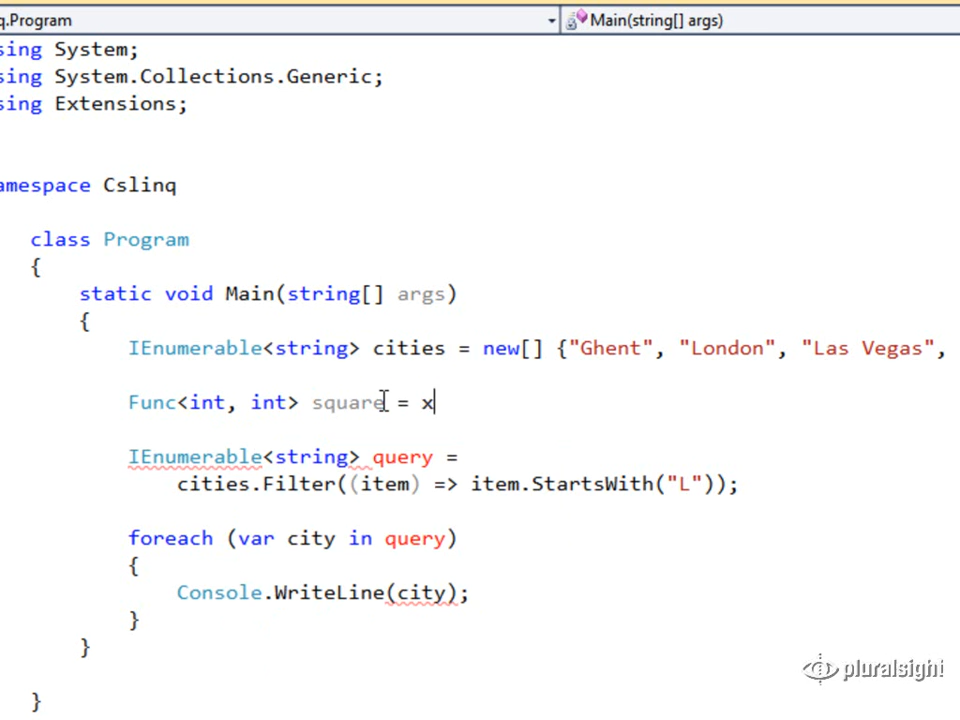 q.Program Main(string[] args)
sing System;
sing System.Collections.Generic;
sing Extensions;
amespace Cslinq
class Program
{
static void Main(string[] args)
{
IEnumerable<string> cities = new[] {"Ghent", "London", "Las Vegas",
Func<int, int> square = x
IEnumerable<string> query =
cities.Filter((item) => item.StartsWith("L"));
foreach (var city in query)
{
Console.WriteLine(city);
}
}
}
pluralsight